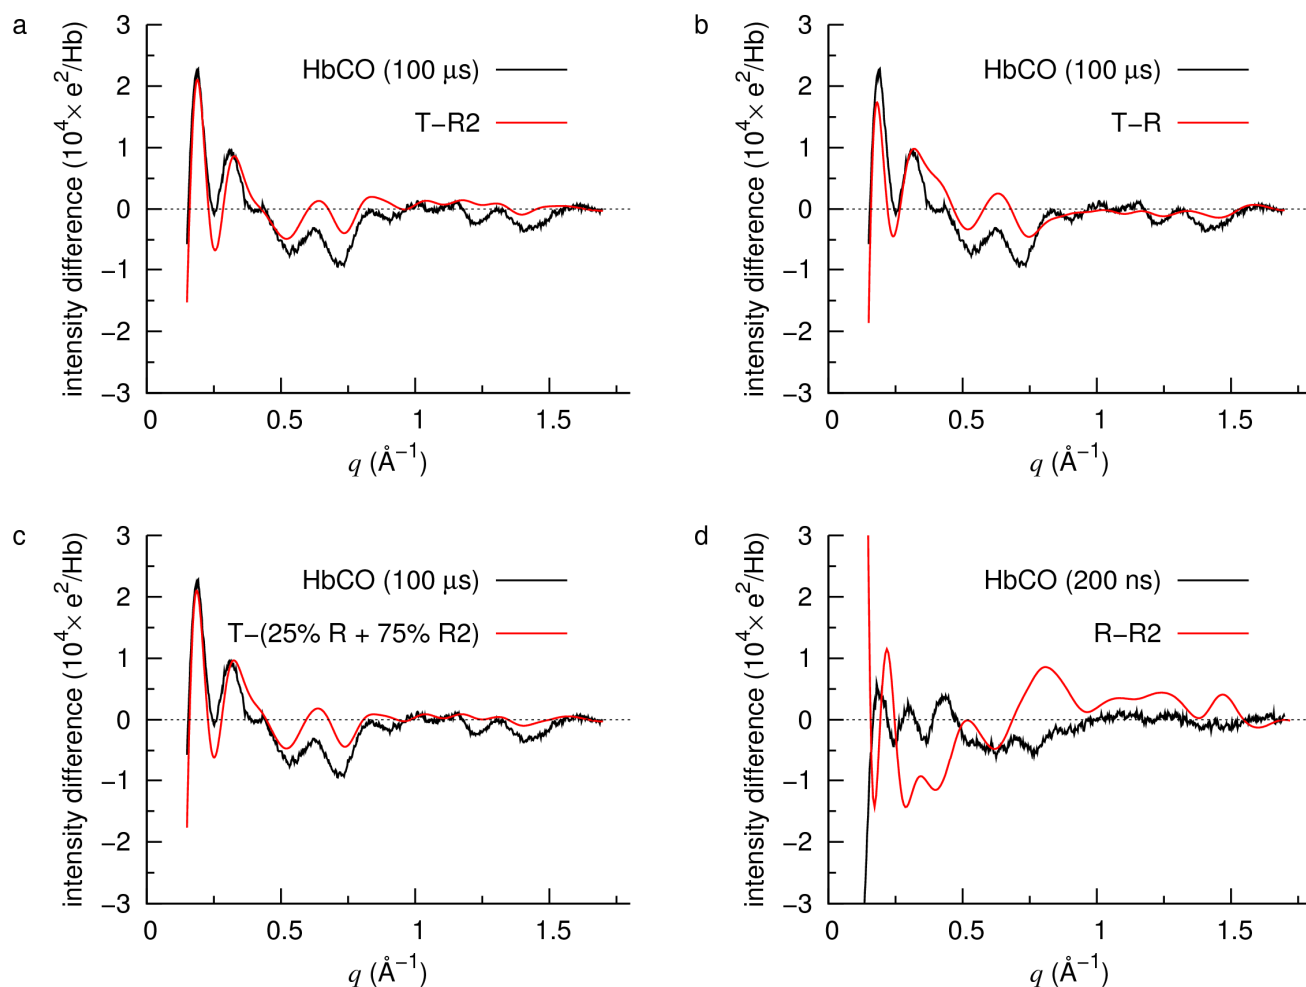 a
intensity difference (10⁴× e²/Hb)
3
2
1
0
−1
−2
−3
HbCO (100 µs)
T−R2
0
0.5
1
1.5
q (Å⁻¹)
b
intensity difference (10⁴× e²/Hb)
3
2
1
0
−1
−2
−3
HbCO (100 µs)
T−R
0
0.5
1
1.5
q (Å⁻¹)
c
intensity difference (10⁴× e²/Hb)
3
2
1
0
−1
−2
−3
HbCO (100 µs)
T−(25% R + 75% R2)
0
0.5
1
1.5
q (Å⁻¹)
d
intensity difference (10⁴× e²/Hb)
3
2
1
0
−1
−2
−3
HbCO (200 ns)
R−R2
0
0.5
1
1.5
q (Å⁻¹)